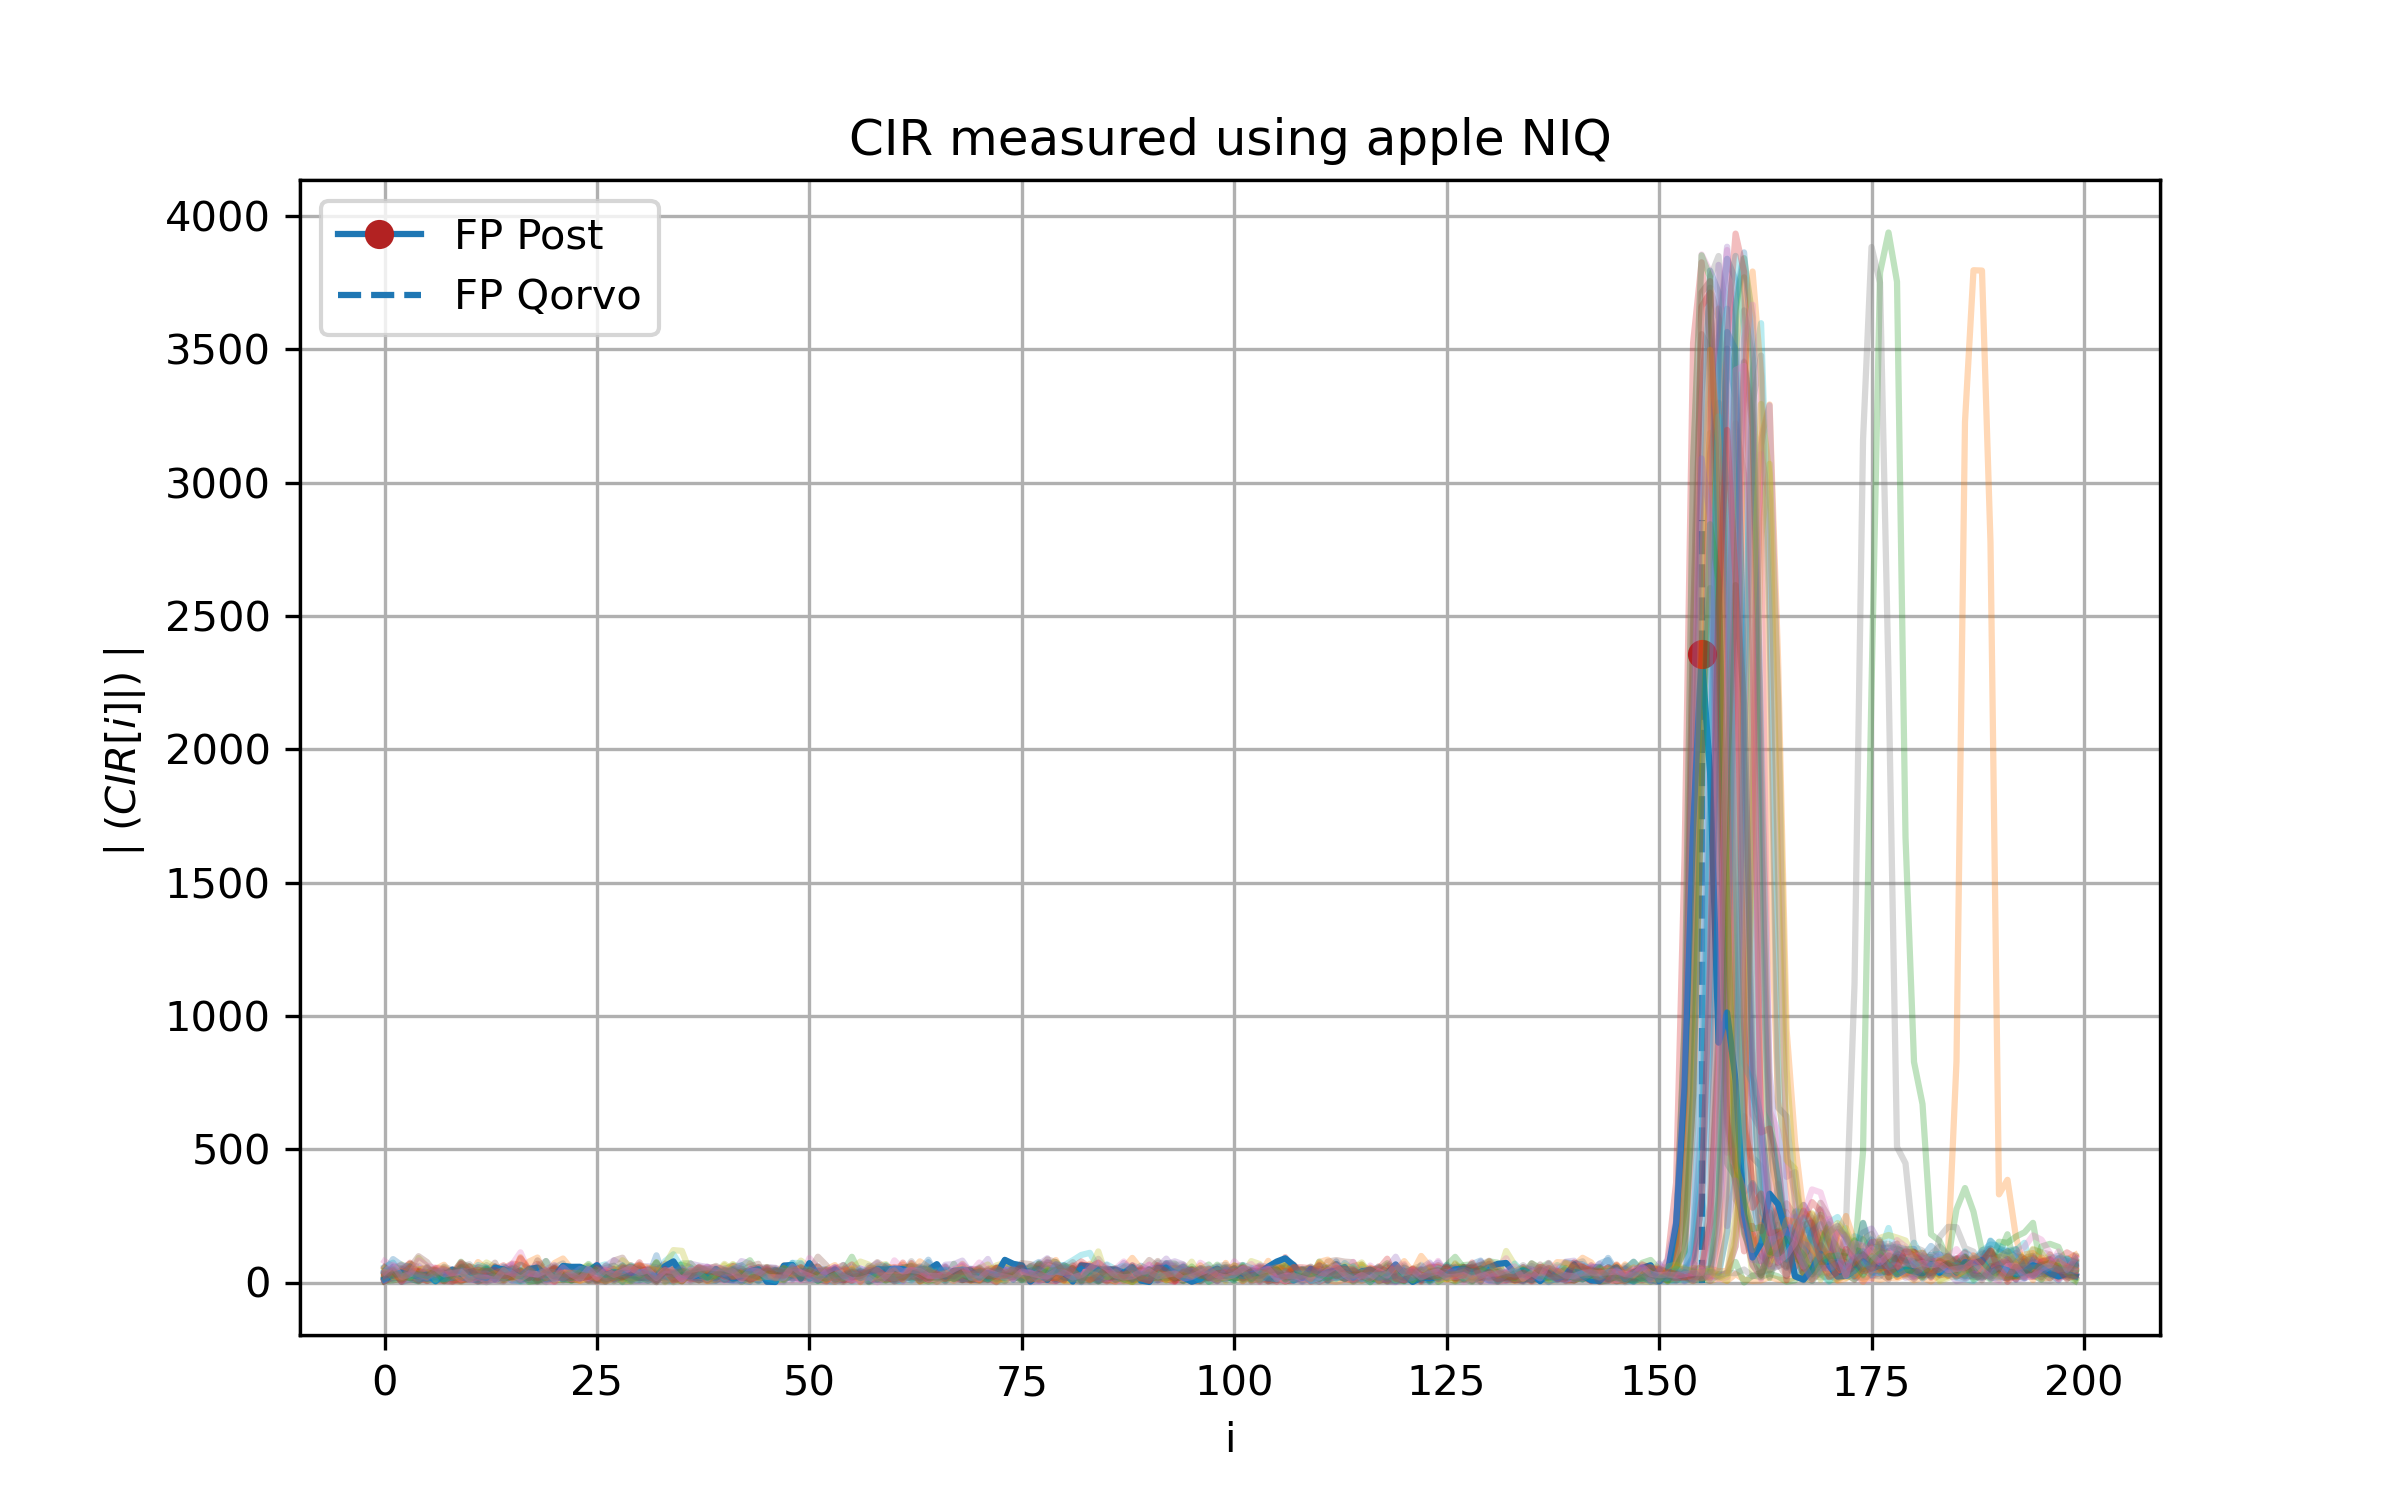 CIR measured using apple NIQ
FP Post
FP Qorvo
4000
3500
3000
2500
2000
1500
1000
500
0
| (CIR[i]|) |
0 25 50 75 100 125 150 175 200
i